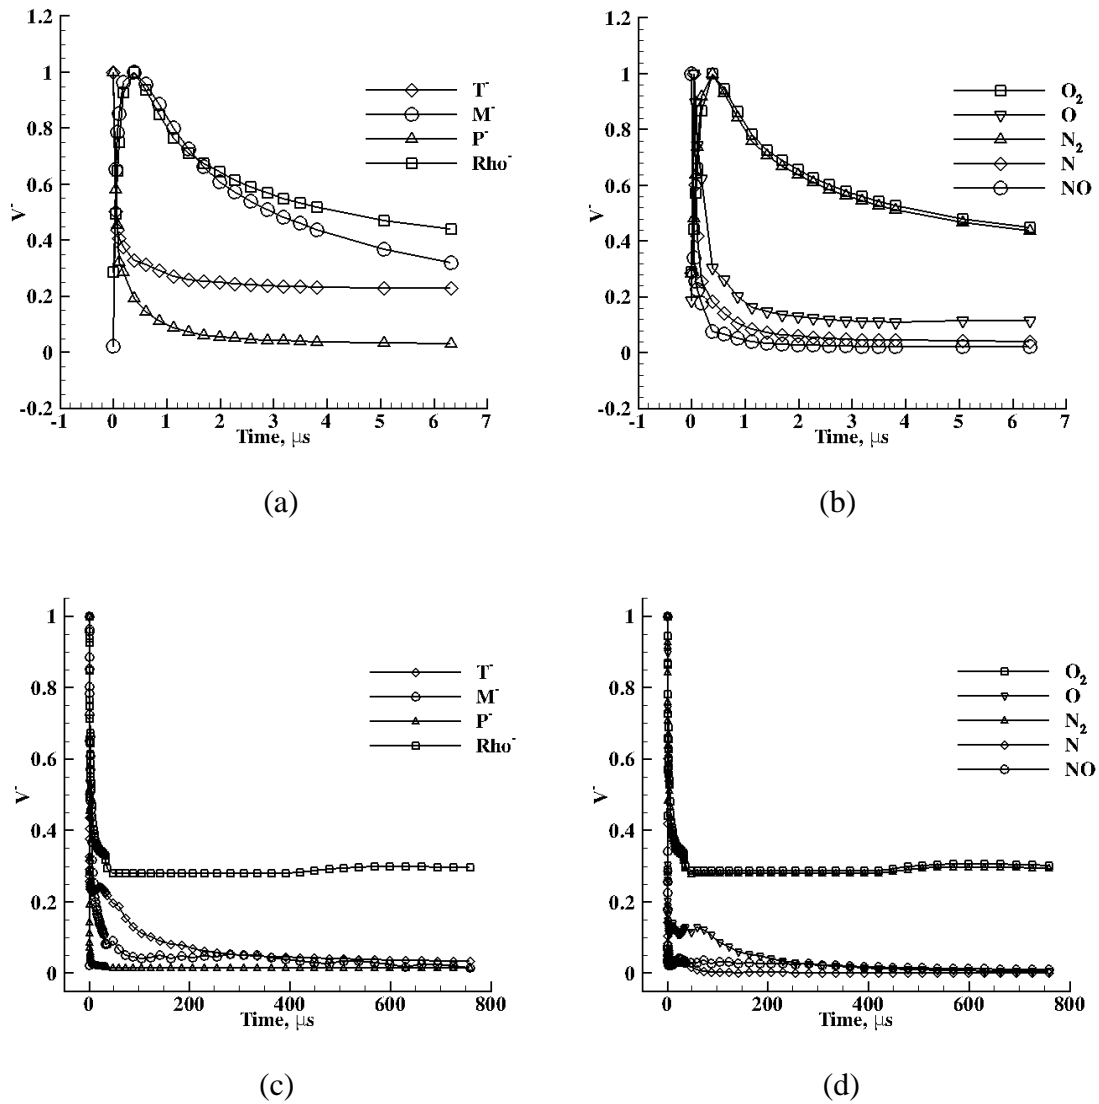 1.2
1
0.8
0.6
0.4
0.2
0
-0.2
V-
-1 0 1 2 3 4 5 6 7
Time, μs
T-
M-
P-
Rho-
(a)
1.2
1
0.8
0.6
0.4
0.2
0
-0.2
V-
-1 0 1 2 3 4 5 6 7
Time, μs
O2
O
N2
N
NO
(b)
1
0.8
0.6
0.4
0.2
0
V-
0 200 400 600 800
Time, μs
T-
M-
P-
Rho-
(c)
1
0.8
0.6
0.4
0.2
0
V-
0 200 400 600 800
Time, μs
O2
O
N2
N
NO
(d)